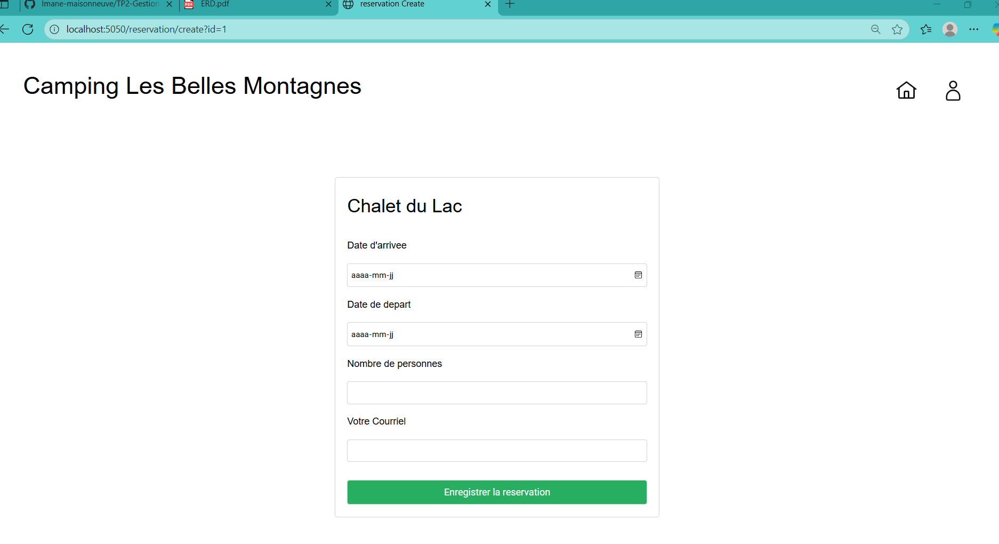 Imane-maisonneuve/TP2-Gestion
ERD.pdf
reservation Create
localhost:5050/reservation/create?id=1
Camping Les Belles Montagnes
Chalet du Lac
Date d'arrivee
aaaa-mm-jj
Date de depart
aaaa-mm-jj
Nombre de personnes
Votre Courriel
Enregistrer la reservation